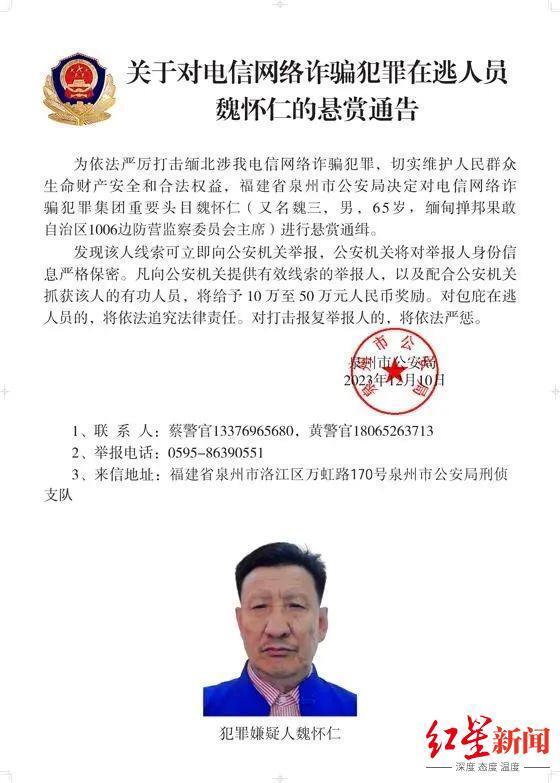 关于对电信网络诈骗犯罪在逃人员
魏怀仁的悬赏通告
为依法严厉打击缅北涉我电信网络诈骗犯罪，切实维护人民群众
生命财产安全和合法权益，福建省泉州市公安局决定对电信网络诈
骗犯罪集团重要头目魏怀仁（又名魏三，男，65岁，缅甸掸邦果敢
自治区1006边防营监察委员会主席）进行悬赏通缉。
发现该人线索可立即向公安机关举报，公安机关将对举报人身份信
息严格保密。凡向公安机关提供有效线索的举报人，以及配合公安机关
抓获该人的有功人员，将给予10万至50万元人民币奖励。对包庇在逃
人员的，将依法追究法律责任。对打击报复举报人的，将依法严惩。
泉州市公安局
2023年12月10日
泉州市公安局
1、联 系 人：蔡警官13376965680，黄警官18065263713
2、举报电话：0595-86390551
3、来信地址：福建省泉州市洛江区万虹路170号泉州市公安局刑侦
支队
犯罪嫌疑人魏怀仁
红星新闻
深度 态度 温度